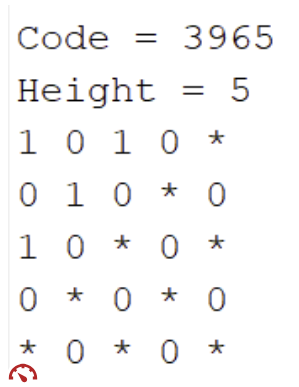 Code = 3965
Height = 5
1 0 1 0 *
0 1 0 * 0
1 0 * 0 *
0 * 0 * 0
* 0 * 0 *